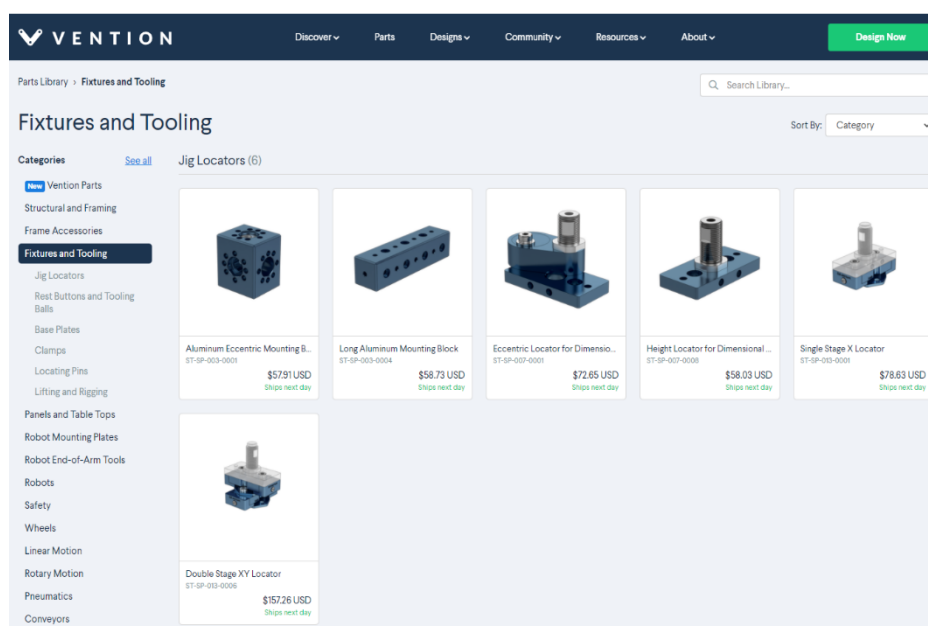 VENTION
Discover Parts Designs Community Resources About Design Now
Parts Library > Fixtures and Tooling
Search Library...
Fixtures and Tooling
Sort By: Category
Categories See all
Jig Locators (6)
New Vention Parts
Structural and Framing
Frame Accessories
Fixtures and Tooling
Jig Locators
Rest Buttons and Tooling
Balls
Base Plates
Clamps
Locating Pins
Lifting and Rigging
Panels and Table Tops
Robot Mounting Plates
Robot End-of-Arm Tools
Robots
Safety
Wheels
Linear Motion
Rotary Motion
Pneumatics
Conveyors
Aluminum Eccentric Mounting B...
ST-SP-003-0001
$57.91 USD
Ships next day
Long Aluminum Mounting Block
ST-SP-003-0004
$58.73 USD
Ships next day
Eccentric Locator for Dimensio...
ST-SP-007-0001
$72.65 USD
Ships next day
Height Locator for Dimensional ...
ST-SP-007-0008
$58.03 USD
Ships next day
Single Stage X Locator
ST-SP-013-0001
$78.63 USD
Ships next day
Double Stage XY Locator
ST-SP-013-0006
$157.26 USD
Ships next day